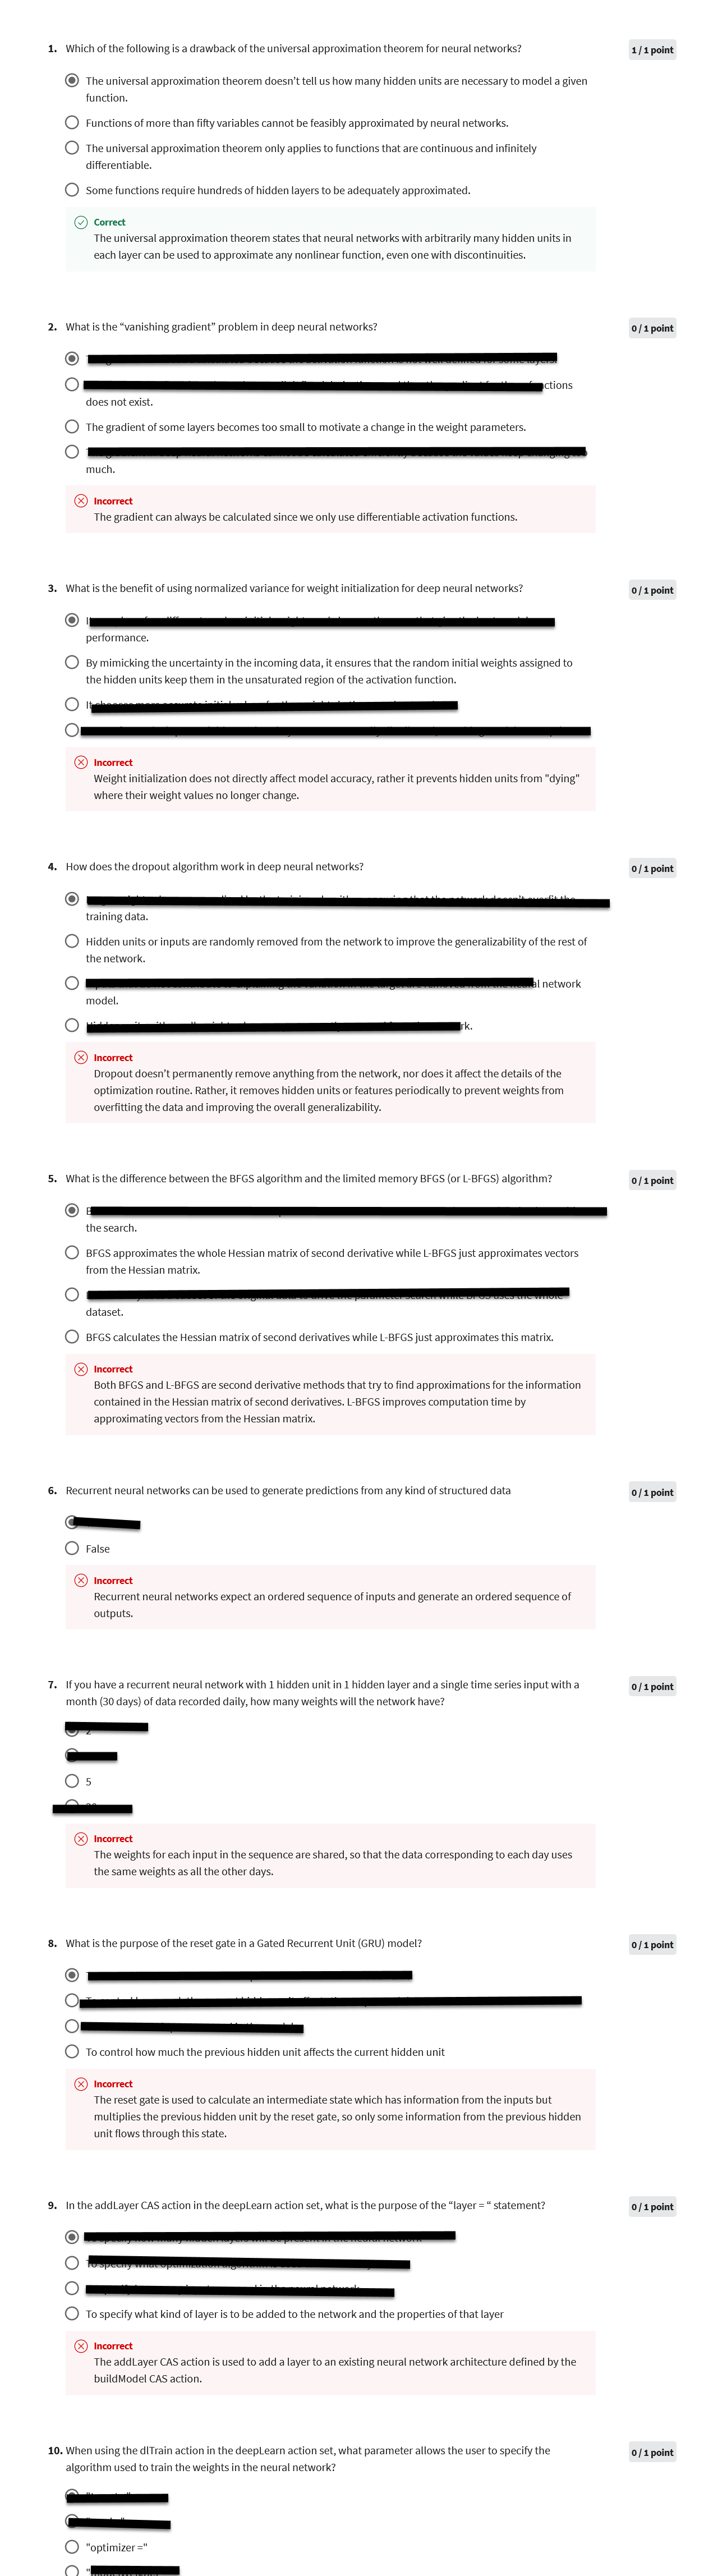 1. Which of the following is a drawback of the universal approximation theorem for neural networks?
1 / 1 point
The universal approximation theorem doesn't tell us how many hidden units are necessary to model a given
function.
Functions of more than fifty variables cannot be feasibly approximated by neural networks.
The universal approximation theorem only applies to functions that are continuous and infinitely
differentiable.
Some functions require hundreds of hidden layers to be adequately approximated.
Correct
The universal approximation theorem states that neural networks with arbitrarily many hidden units in
each layer can be used to approximate any nonlinear function, even one with discontinuities.
2. What is the “vanishing gradient” problem in deep neural networks?
0 / 1 point
does not exist.
The gradient of some layers becomes too small to motivate a change in the weight parameters.
much.
Incorrect
The gradient can always be calculated since we only use differentiable activation functions.
3. What is the benefit of using normalized variance for weight initialization for deep neural networks?
0 / 1 point
performance.
By mimicking the uncertainty in the incoming data, it ensures that the random initial weights assigned to
the hidden units keep them in the unsaturated region of the activation function.
Incorrect
Weight initialization does not directly affect model accuracy, rather it prevents hidden units from "dying"
where their weight values no longer change.
4. How does the dropout algorithm work in deep neural networks?
0 / 1 point
training data.
Hidden units or inputs are randomly removed from the network to improve the generalizability of the rest of
the network.
network
model.
Incorrect
Dropout doesn't permanently remove anything from the network, nor does it affect the details of the
optimization routine. Rather, it removes hidden units or features periodically to prevent weights from
overfitting the data and improving the overall generalizability.
5. What is the difference between the BFGS algorithm and the limited memory BFGS (or L-BFGS) algorithm?
0 / 1 point
the search.
BFGS approximates the whole Hessian matrix of second derivative while L-BFGS just approximates vectors
from the Hessian matrix.
dataset.
BFGS calculates the Hessian matrix of second derivatives while L-BFGS just approximates this matrix.
Incorrect
Both BFGS and L-BFGS are second derivative methods that try to find approximations for the information
contained in the Hessian matrix of second derivatives. L-BFGS improves computation time by
approximating vectors from the Hessian matrix.
6. Recurrent neural networks can be used to generate predictions from any kind of structured data
0 / 1 point
False
Incorrect
Recurrent neural networks expect an ordered sequence of inputs and generate an ordered sequence of
outputs.
7. If you have a recurrent neural network with 1 hidden unit in 1 hidden layer and a single time series input with a
month (30 days) of data recorded daily, how many weights will the network have?
0 / 1 point
5
Incorrect
The weights for each input in the sequence are shared, so that the data corresponding to each day uses
the same weights as all the other days.
8. What is the purpose of the reset gate in a Gated Recurrent Unit (GRU) model?
0 / 1 point
To control how much the previous hidden unit affects the current hidden unit
Incorrect
The reset gate is used to calculate an intermediate state which has information from the inputs but
multiplies the previous hidden unit by the reset gate, so only some information from the previous hidden
unit flows through this state.
9. In the addLayer CAS action in the deepLearn action set, what is the purpose of the “layer = “ statement?
0 / 1 point
To specify what kind of layer is to be added to the network and the properties of that layer
Incorrect
The addLayer CAS action is used to add a layer to an existing neural network architecture defined by the
buildModel CAS action.
10. When using the dlTrain action in the deepLearn action set, what parameter allows the user to specify the
algorithm used to train the weights in the neural network?
0 / 1 point
"optimizer ="